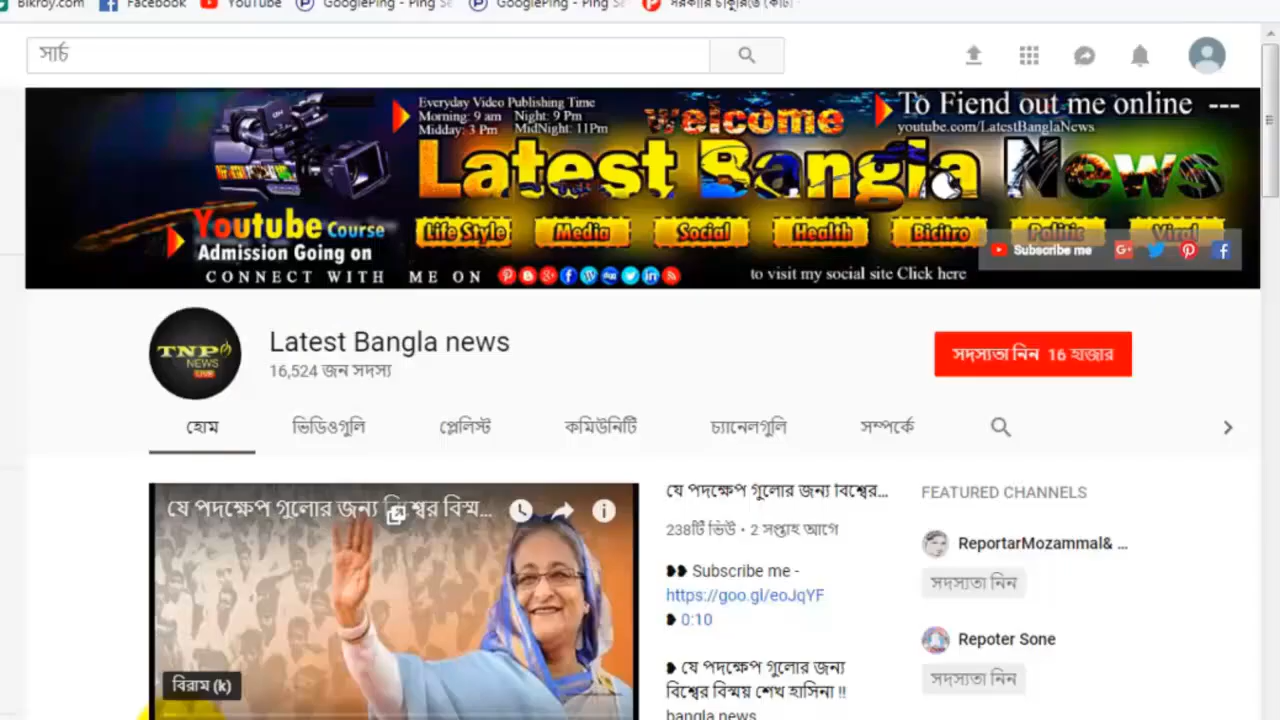 Bikroy.com Facebook YouTube GooglePing - Ping Se GooglePing - Ping Se
সার্চ
Everyday Video Publishing Time
Morning: 9 am Night: 9 Pm
Midday: 3 Pm MidNight: 11Pm
welcome
To Fiend out me online ---
youtube.com/LatestBanglaNews
Latest Bangla News
Youtube Course
Admission Going on
Life Style Media Social Health Bicitro Politic Viral
Subscribe me
CONNECT WITH ME ON
to visit my social site Click here
TNP
NEWS
LIVE
Latest Bangla news
16,524 জন সদস্য
সদস্যতা নিন 16 হাজার
হোম ভিডিওগুলি প্লেলিস্ট কমিউনিটি চ্যানেলগুলি সম্পর্কে
যে পদক্ষেপ গুলোর জন্য বিশ্বের বিস্ম...
বিরাম (k)
যে পদক্ষেপ গুলোর জন্য বিশ্বের...
238টি ভিউ • 2 সপ্তাহ আগে
❥❥ Subscribe me -
https://goo.gl/eoJqYF
❥ 0:10
❥ যে পদক্ষেপ গুলোর জন্য
বিশ্বের বিস্ময় শেখ হাসিনা !!
bangla news
FEATURED CHANNELS
ReportarMozammal& ...
সদস্যতা নিন
Repoter Sone
সদস্যতা নিন